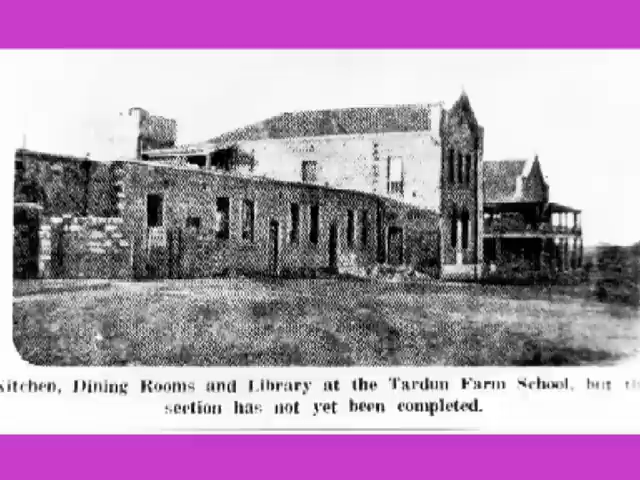 Kitchen, Dining Rooms and Library at the Tardun Farm School, but
section has not yet been completed.